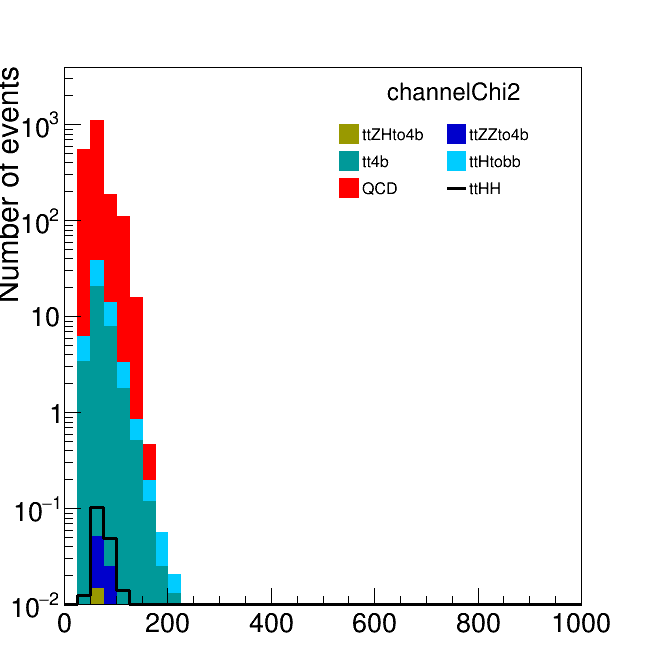 channelChi2
ttZHto4b ttZZto4b
tt4b ttHtobb
QCD ttHH
Number of events
10³
10²
10
1
10⁻¹
10⁻²
0 200 400 600 800 1000